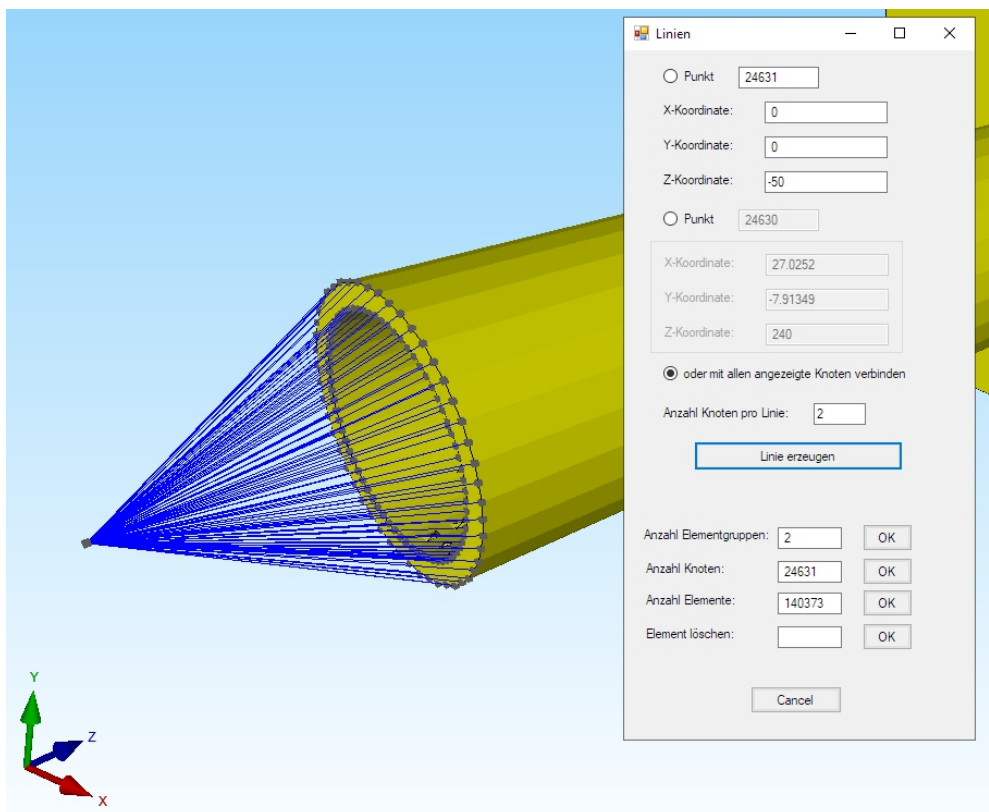 Linien
Punkt 24631
X-Koordinate: 0
Y-Koordinate: 0
Z-Koordinate: -50
Punkt 24630
X-Koordinate: 27.0252
Y-Koordinate: -7.91349
Z-Koordinate: 240
oder mit allen angezeigte Knoten verbinden
Anzahl Knoten pro Linie: 2
Linie erzeugen
Anzahl Elementgruppen: 2 OK
Anzahl Knoten: 24631 OK
Anzahl Elemente: 140373 OK
Element löschen: OK
Cancel
Y
Z
X